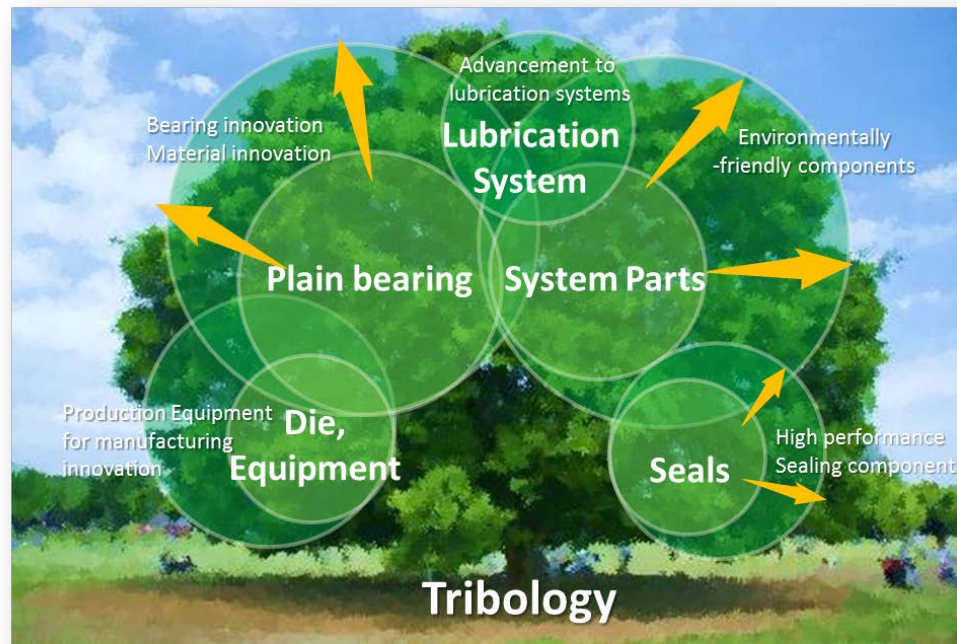 Advancement to
lubrication systems
Lubrication
System
Bearing innovation
Material innovation
Environmentally
-friendly components
Plain bearing
System Parts
Production Equipment
for manufacturing
innovation
Die,
Equipment
Seals
High performance
Sealing component
Tribology